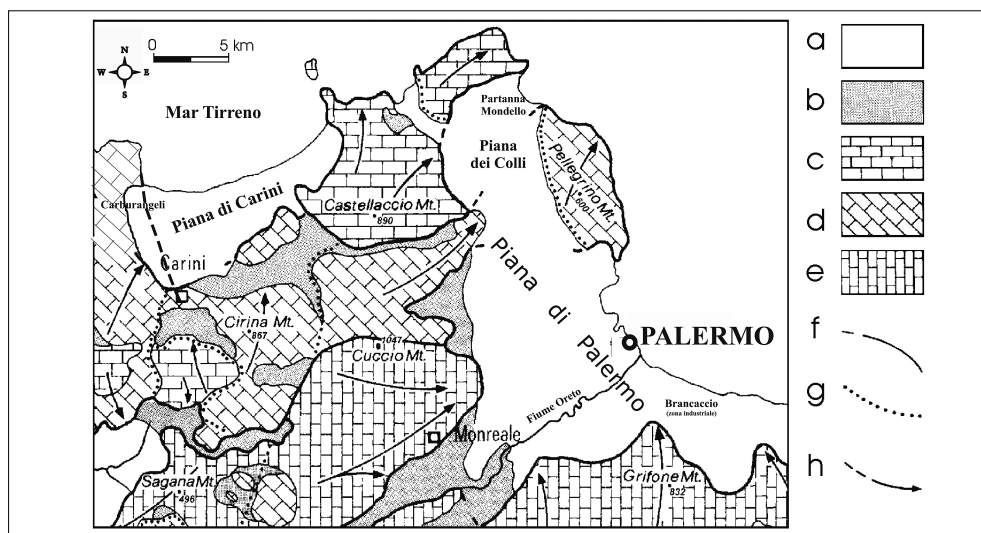 0 5 km
N
W E
S
Mar Tirreno
Partanna
Mondello
Piana
dei Colli
Pellegrino Mt.
600
Castellaccio Mt.
890
Piana di Carini
Carburangeli
Carini
Cirina Mt.
867
1047
Cuccio Mt.
Piana di Palermo
PALERMO
Fiume Oreto
Brancaccio
(zona industriale)
Monreale
Sagana Mt.
496
Grifone Mt.
832
a
b
c
d
e
f
g
h